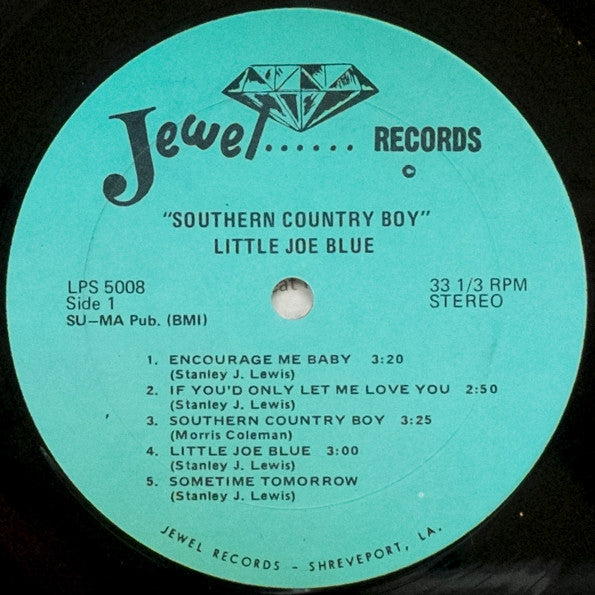 Jewel...... RECORDS
©
"SOUTHERN COUNTRY BOY"
LITTLE JOE BLUE
LPS 5008
Side 1
SU-MA Pub. (BMI)
33 1/3 RPM
STEREO
1. ENCOURAGE ME BABY 3:20
(Stanley J. Lewis)
2. IF YOU'D ONLY LET ME LOVE YOU 2:50
(Stanley J. Lewis)
3. SOUTHERN COUNTRY BOY 3:25
(Morris Coleman)
4. LITTLE JOE BLUE 3:00
(Stanley J. Lewis)
5. SOMETIME TOMORROW
(Stanley J. Lewis)
JEWEL RECORDS - SHREVEPORT, LA.